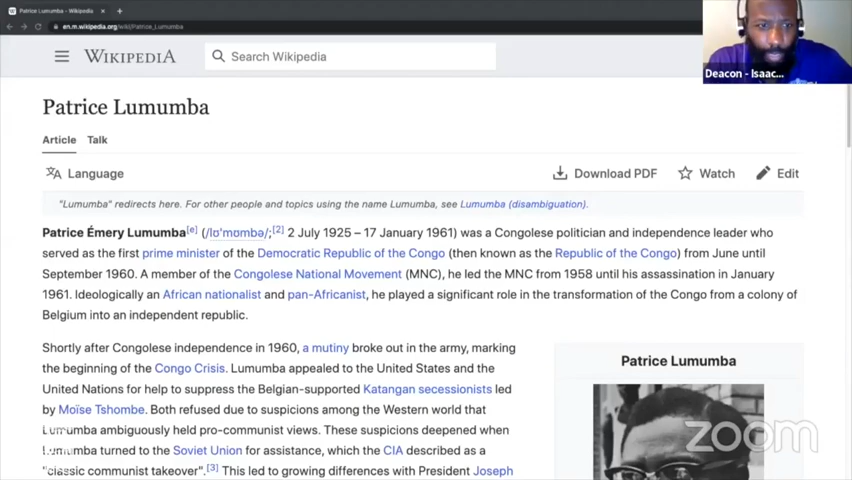 Patrice Lumumba - Wikipedia
en.m.wikipedia.org/wiki/Patrice_Lumumba
Deacon - Isaac...
WIKIPEDIA
Search Wikipedia
Patrice Lumumba
Article Talk
Language
Download PDF
Watch
Edit
"Lumumba" redirects here. For other people and topics using the name Lumumba, see Lumumba (disambiguation).
Patrice Émery Lumumba[e] (/lʊˈmʊmbə/;[2] 2 July 1925 – 17 January 1961) was a Congolese politician and independence leader who
served as the first prime minister of the Democratic Republic of the Congo (then known as the Republic of the Congo) from June until
September 1960. A member of the Congolese National Movement (MNC), he led the MNC from 1958 until his assassination in January
1961. Ideologically an African nationalist and pan-Africanist, he played a significant role in the transformation of the Congo from a colony of
Belgium into an independent republic.
Shortly after Congolese independence in 1960, a mutiny broke out in the army, marking
the beginning of the Congo Crisis. Lumumba appealed to the United States and the
United Nations for help to suppress the Belgian-supported Katangan secessionists led
by Moïse Tshombe. Both refused due to suspicions among the Western world that
Lumumba ambiguously held pro-communist views. These suspicions deepened when
Lumumba turned to the Soviet Union for assistance, which the CIA described as a
"classic communist takeover".[3] This led to growing differences with President Joseph
Patrice Lumumba
zoom